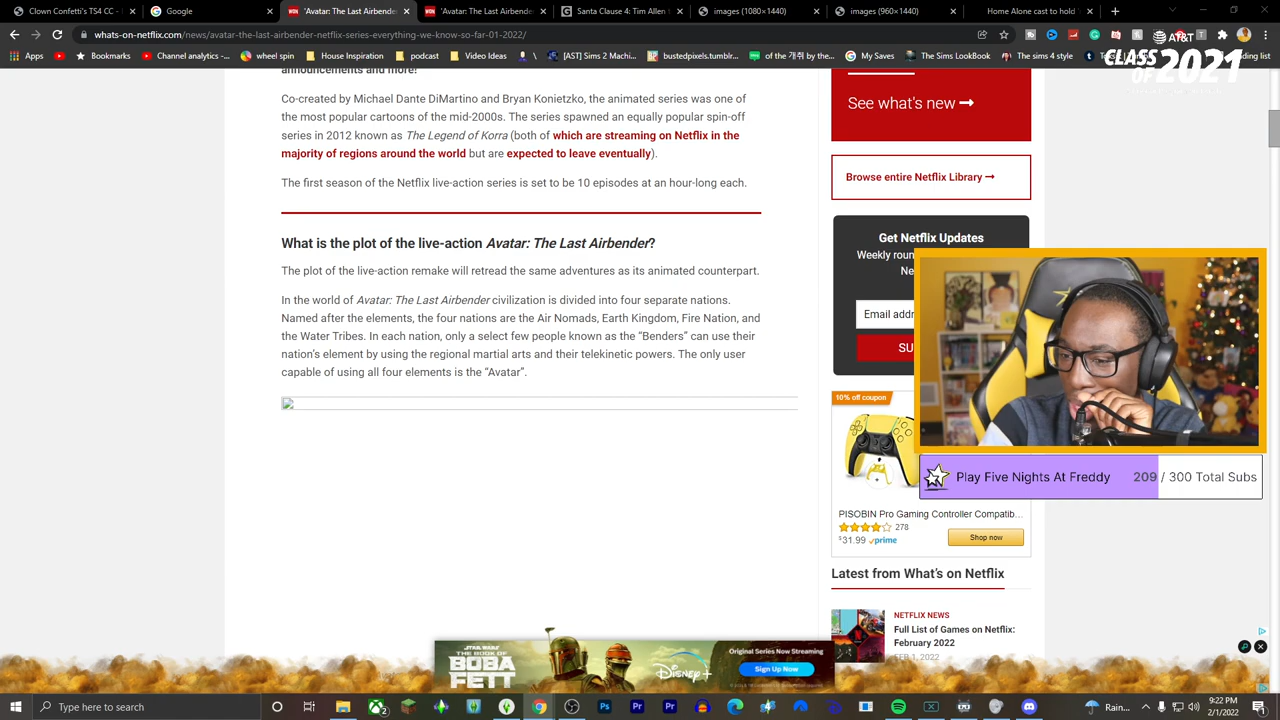 Clown Confetti's TS4 CC -
Google
'Avatar: The Last Airbender
images (1080×1440)
images (960×1440)
Home Aesthetic
Zoom Faces to hold
whats-on-netflix.com/news/avatar-the-last-airbender-netflix-series-everything-we-know-so-far-01-2022/
AT&T
Apps
YouTube
Bookmarks
Channel analytics -...
wheel spin
images
podcast
Video Ideas
[AST] Sims 2 Machi...
bustedpixels.tumblr...
of the 개강 by the...
My Saves
The Sims LookBook
The sims 4 style
CLASS
OF 2021
announcements and more!
Co-created by Michael Dante DiMartino and Bryan Konietzko, the animated series was one of
the most popular cartoons of the mid-2000s. The series spawned an equally popular spin-off
series in 2012 known as The Legend of Korra (both of which are streaming on Netflix in the
majority of regions around the world but are expected to leave eventually).
The first season of the Netflix live-action series is set to be 10 episodes at an hour-long each.
What is the plot of the live-action Avatar: The Last Airbender?
The plot of the live-action remake will retread the same adventures as its animated counterpart.
In the world of Avatar: The Last Airbender civilization is divided into four separate nations.
Named after the elements, the four nations are the Air Nomads, Earth Kingdom, Fire Nation, and
the Water Tribes. In each nation, only a select few people known as the “Benders” can use their
nation’s element by using the regional martial arts and their telekinetic powers. The only user
capable of using all four elements is the “Avatar”.
See what's new
Browse entire Netflix Library
Get Netflix Updates
Weekly roun
Ne
Email addr
SU
10% off coupon
Play Five Nights At Freddy 209 / 300 Total Subs
PISOBIN Pro Gaming Controller Compatib...
278
$31.99 prime
Shop now
Latest from What’s on Netflix
NETFLIX NEWS
Full List of Games on Netflix:
February 2022
FEB 1, 2022
STAR WARS
THE BOOK OF
BOBA
FETT
Disney+
Original Series Now Streaming
Sign Up Now
Type here to search
Rain...
9:22 PM
2/1/2022